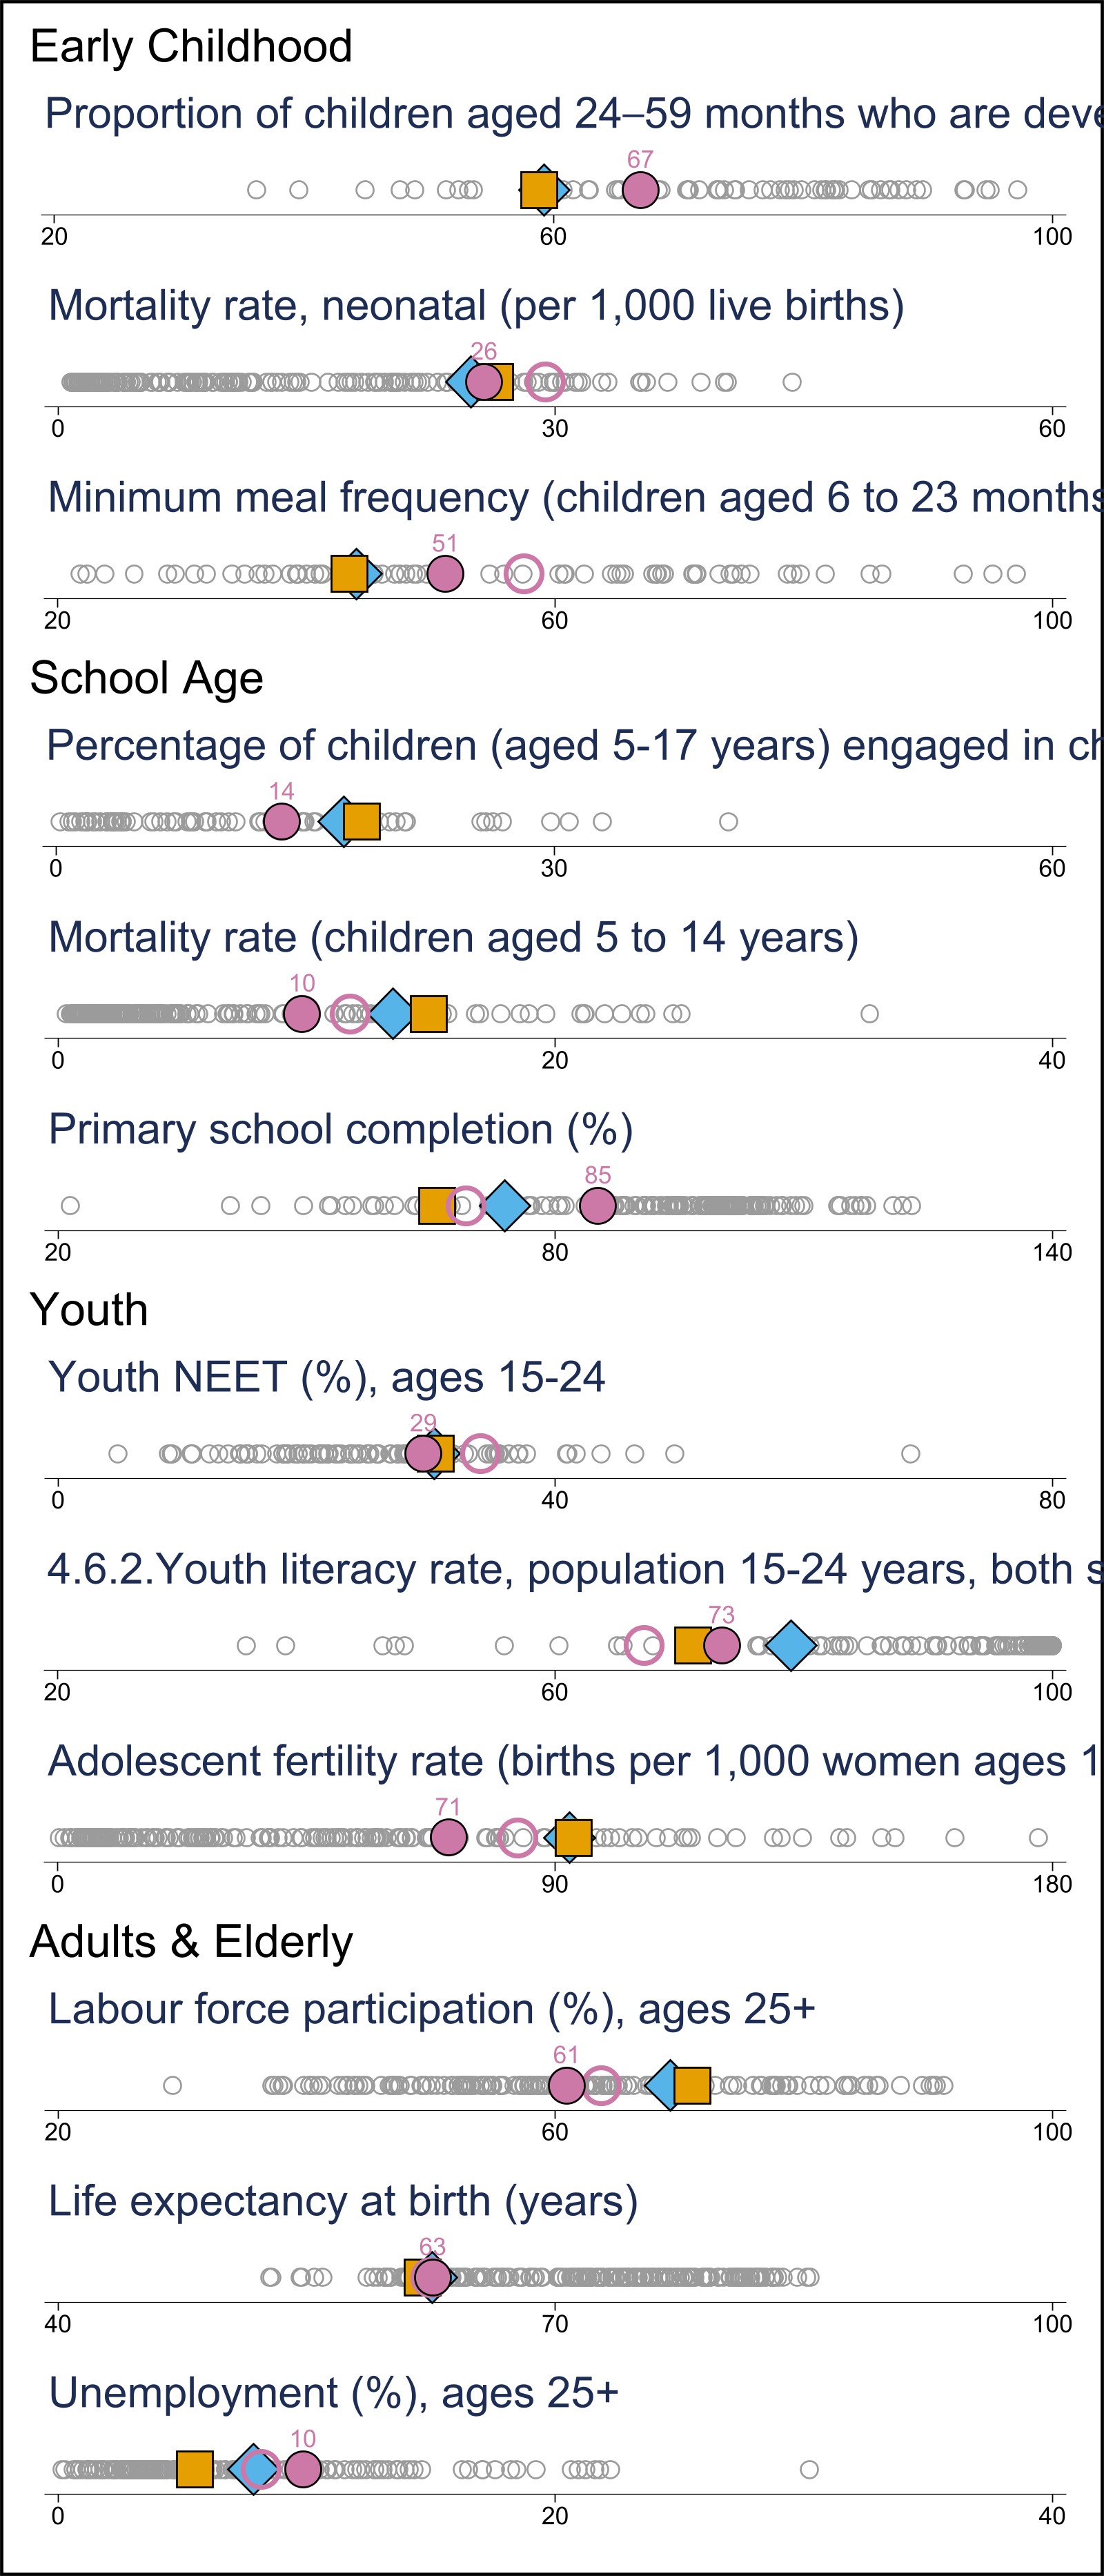 Early Childhood
Proportion of children aged 24–59 months who are deve
67
20 60 100
Mortality rate, neonatal (per 1,000 live births)
26
0 30 60
Minimum meal frequency (children aged 6 to 23 months
51
20 60 100
School Age
Percentage of children (aged 5-17 years) engaged in ch
14
0 30 60
Mortality rate (children aged 5 to 14 years)
10
0 20 40
Primary school completion (%)
85
20 80 140
Youth
Youth NEET (%), ages 15-24
29
0 40 80
4.6.2.Youth literacy rate, population 15-24 years, both s
73
20 60 100
Adolescent fertility rate (births per 1,000 women ages 1
71
0 90 180
Adults & Elderly
Labour force participation (%), ages 25+
61
20 60 100
Life expectancy at birth (years)
63
40 70 100
Unemployment (%), ages 25+
10
0 20 40